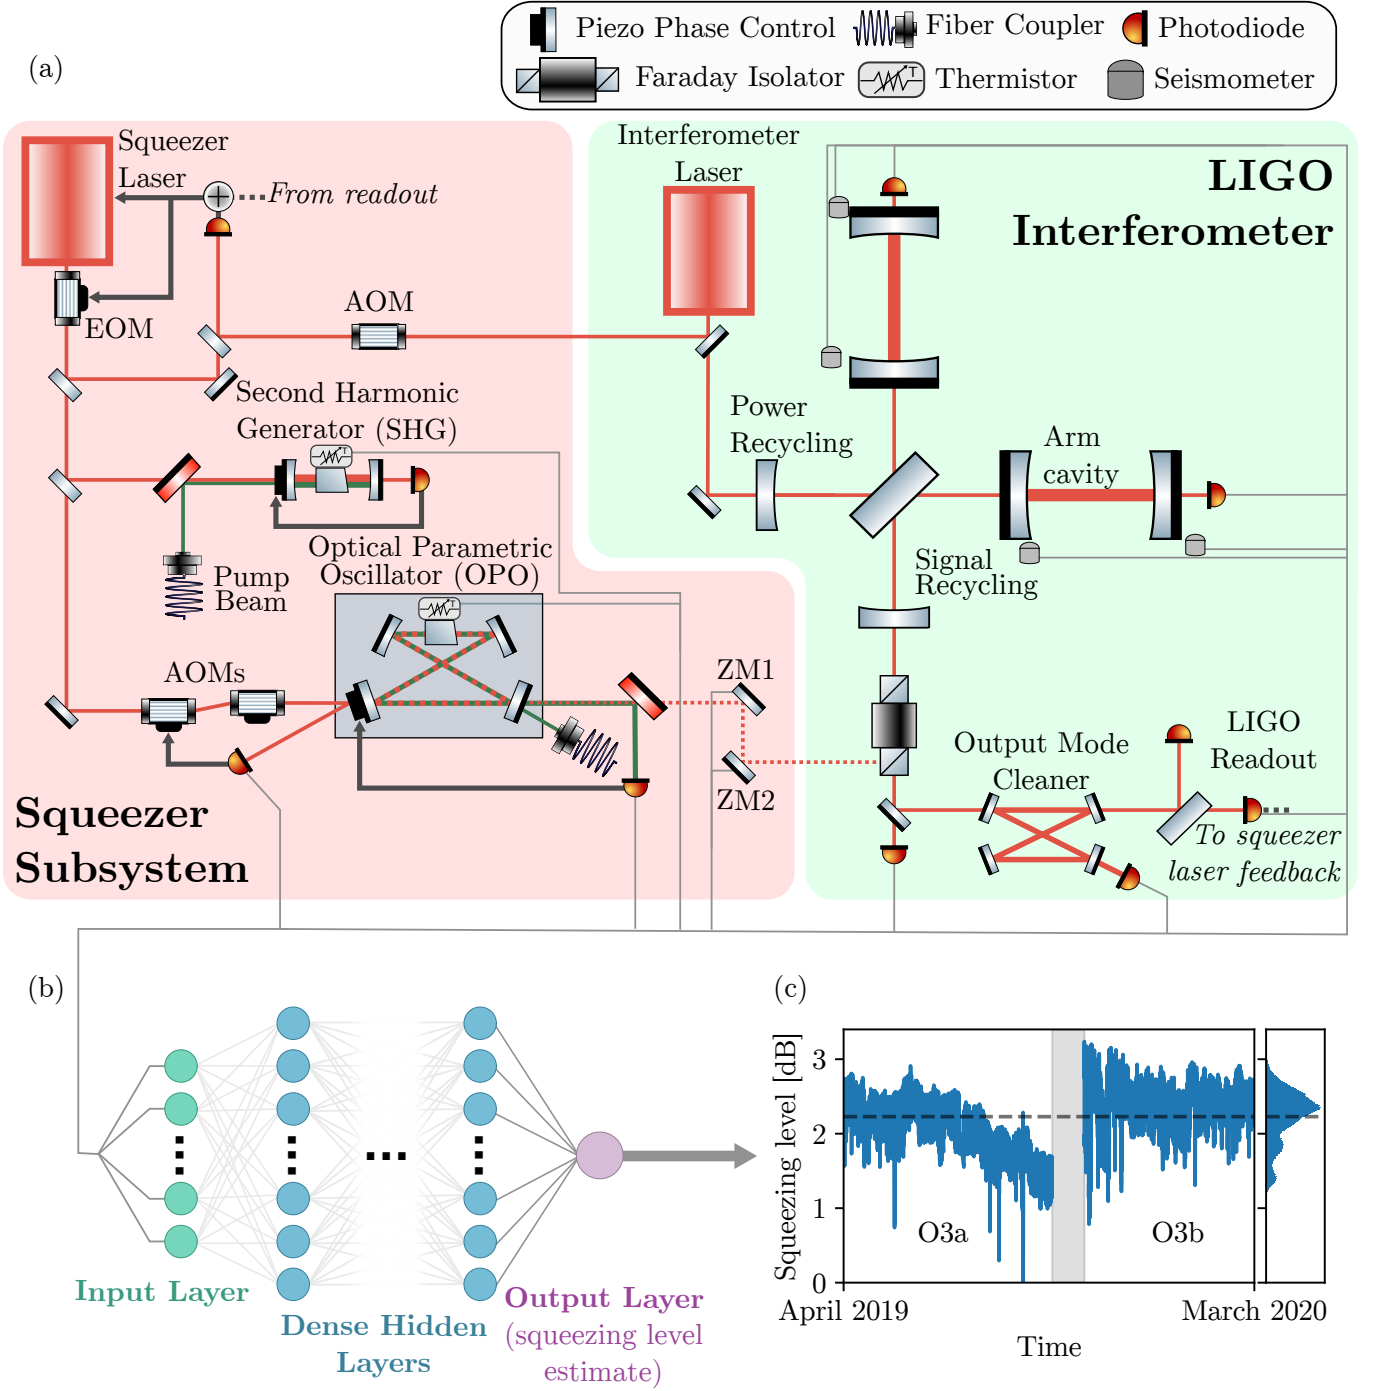 (a)
Piezo Phase Control
Fiber Coupler
Photodiode
Faraday Isolator
T
Thermistor
Seismometer
Squeezer
Laser
From readout
EOM
AOM
Interferometer
Laser
LIGO
Interferometer
Second Harmonic
Generator (SHG)
T
Power
Recycling
Arm
cavity
Pump
Beam
Optical Parametric
Oscillator (OPO)
T
Signal
Recycling
AOMs
ZM1
ZM2
Output Mode
Cleaner
LIGO
Readout
To squeezer
laser feedback
Squeezer
Subsystem
(b)
Input Layer
Dense Hidden
Layers
Output Layer
(squeezing level
estimate)
(c)
Squeezing level [dB]
3
2
1
0
O3a
O3b
April 2019
March 2020
Time